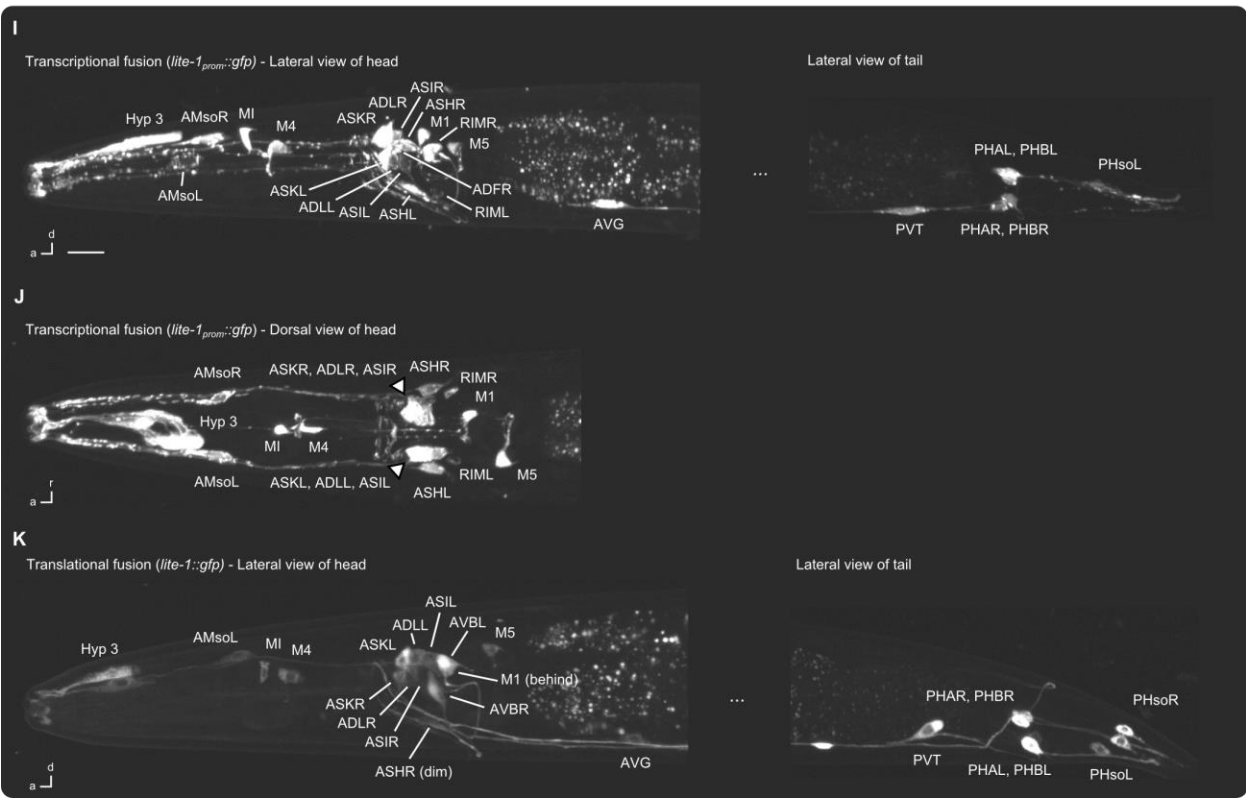 I
Transcriptional fusion (lite-1prom::gfp) - Lateral view of head
Lateral view of tail
ASIR
ADLR
ASHR
Hyp 3
AMsoR
MI
M4
ASKR
M1
RIMR
M5
AMsoL
ASKL
ADLL
ASIL
ASHL
ADFR
RIML
AVG
...
PHAL, PHBL
PHsoL
PVT
PHAR, PHBR
d
a
J
Transcriptional fusion (lite-1prom::gfp) - Dorsal view of head
AMsoR
ASKR, ADLR, ASIR
ASHR
RIMR
M1
Hyp 3
MI
M4
AMsoL
ASKL, ADLL, ASIL
ASHL
RIML
M5
r
a
K
Translational fusion (lite-1::gfp) - Lateral view of head
Lateral view of tail
ASIL
ADLL
AVBL
Hyp 3
AMsoL
MI
M4
ASKL
M5
M1 (behind)
ASKR
ADLR
ASIR
AVBR
ASHR (dim)
AVG
...
PHAR, PHBR
PHsoR
PVT
PHAL, PHBL
PHsoL
d
a